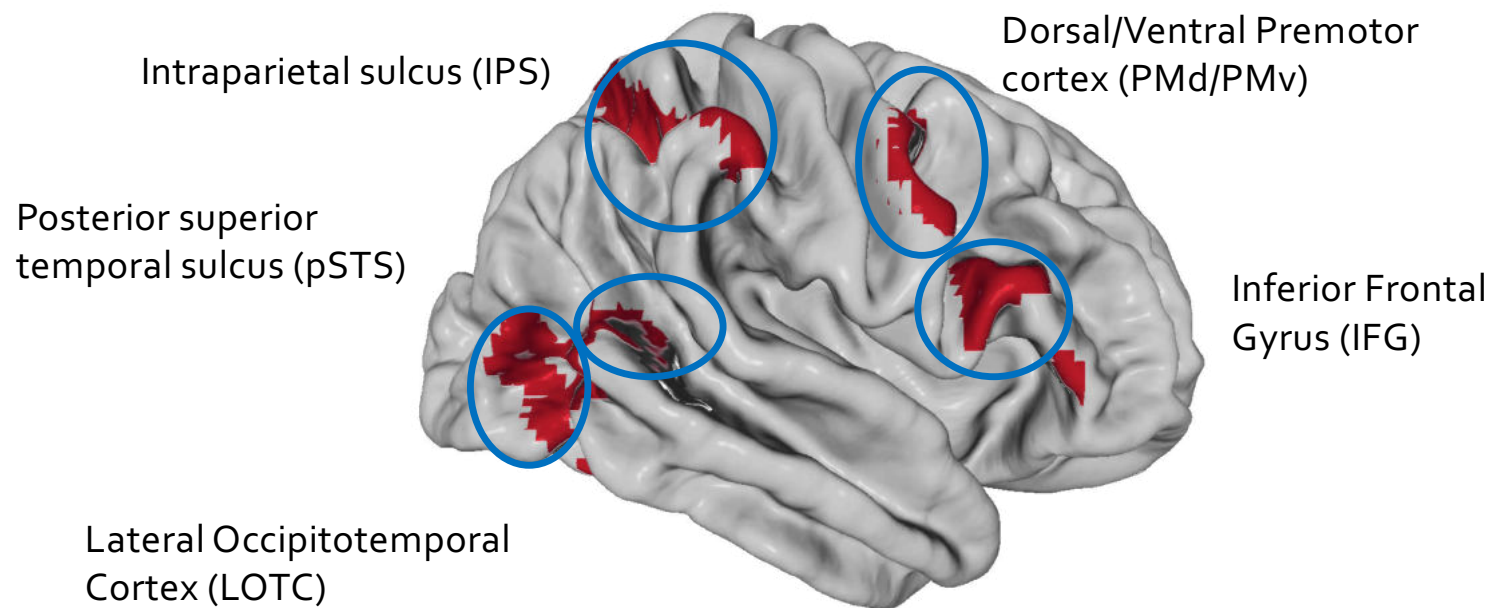 Intraparietal sulcus (IPS)
Dorsal/Ventral Premotor
cortex (PMd/PMv)
Posterior superior
temporal sulcus (pSTS)
Inferior Frontal
Gyrus (IFG)
Lateral Occipitotemporal
Cortex (LOTC)